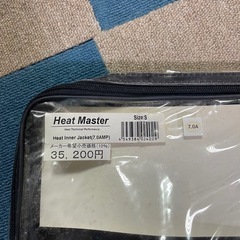 Heat Master
Heat Technical Performance
Heat Inner Jacket(7.0AMP)
メーカー希望小売価格(10%)
35,200円
Size:S
7.0A